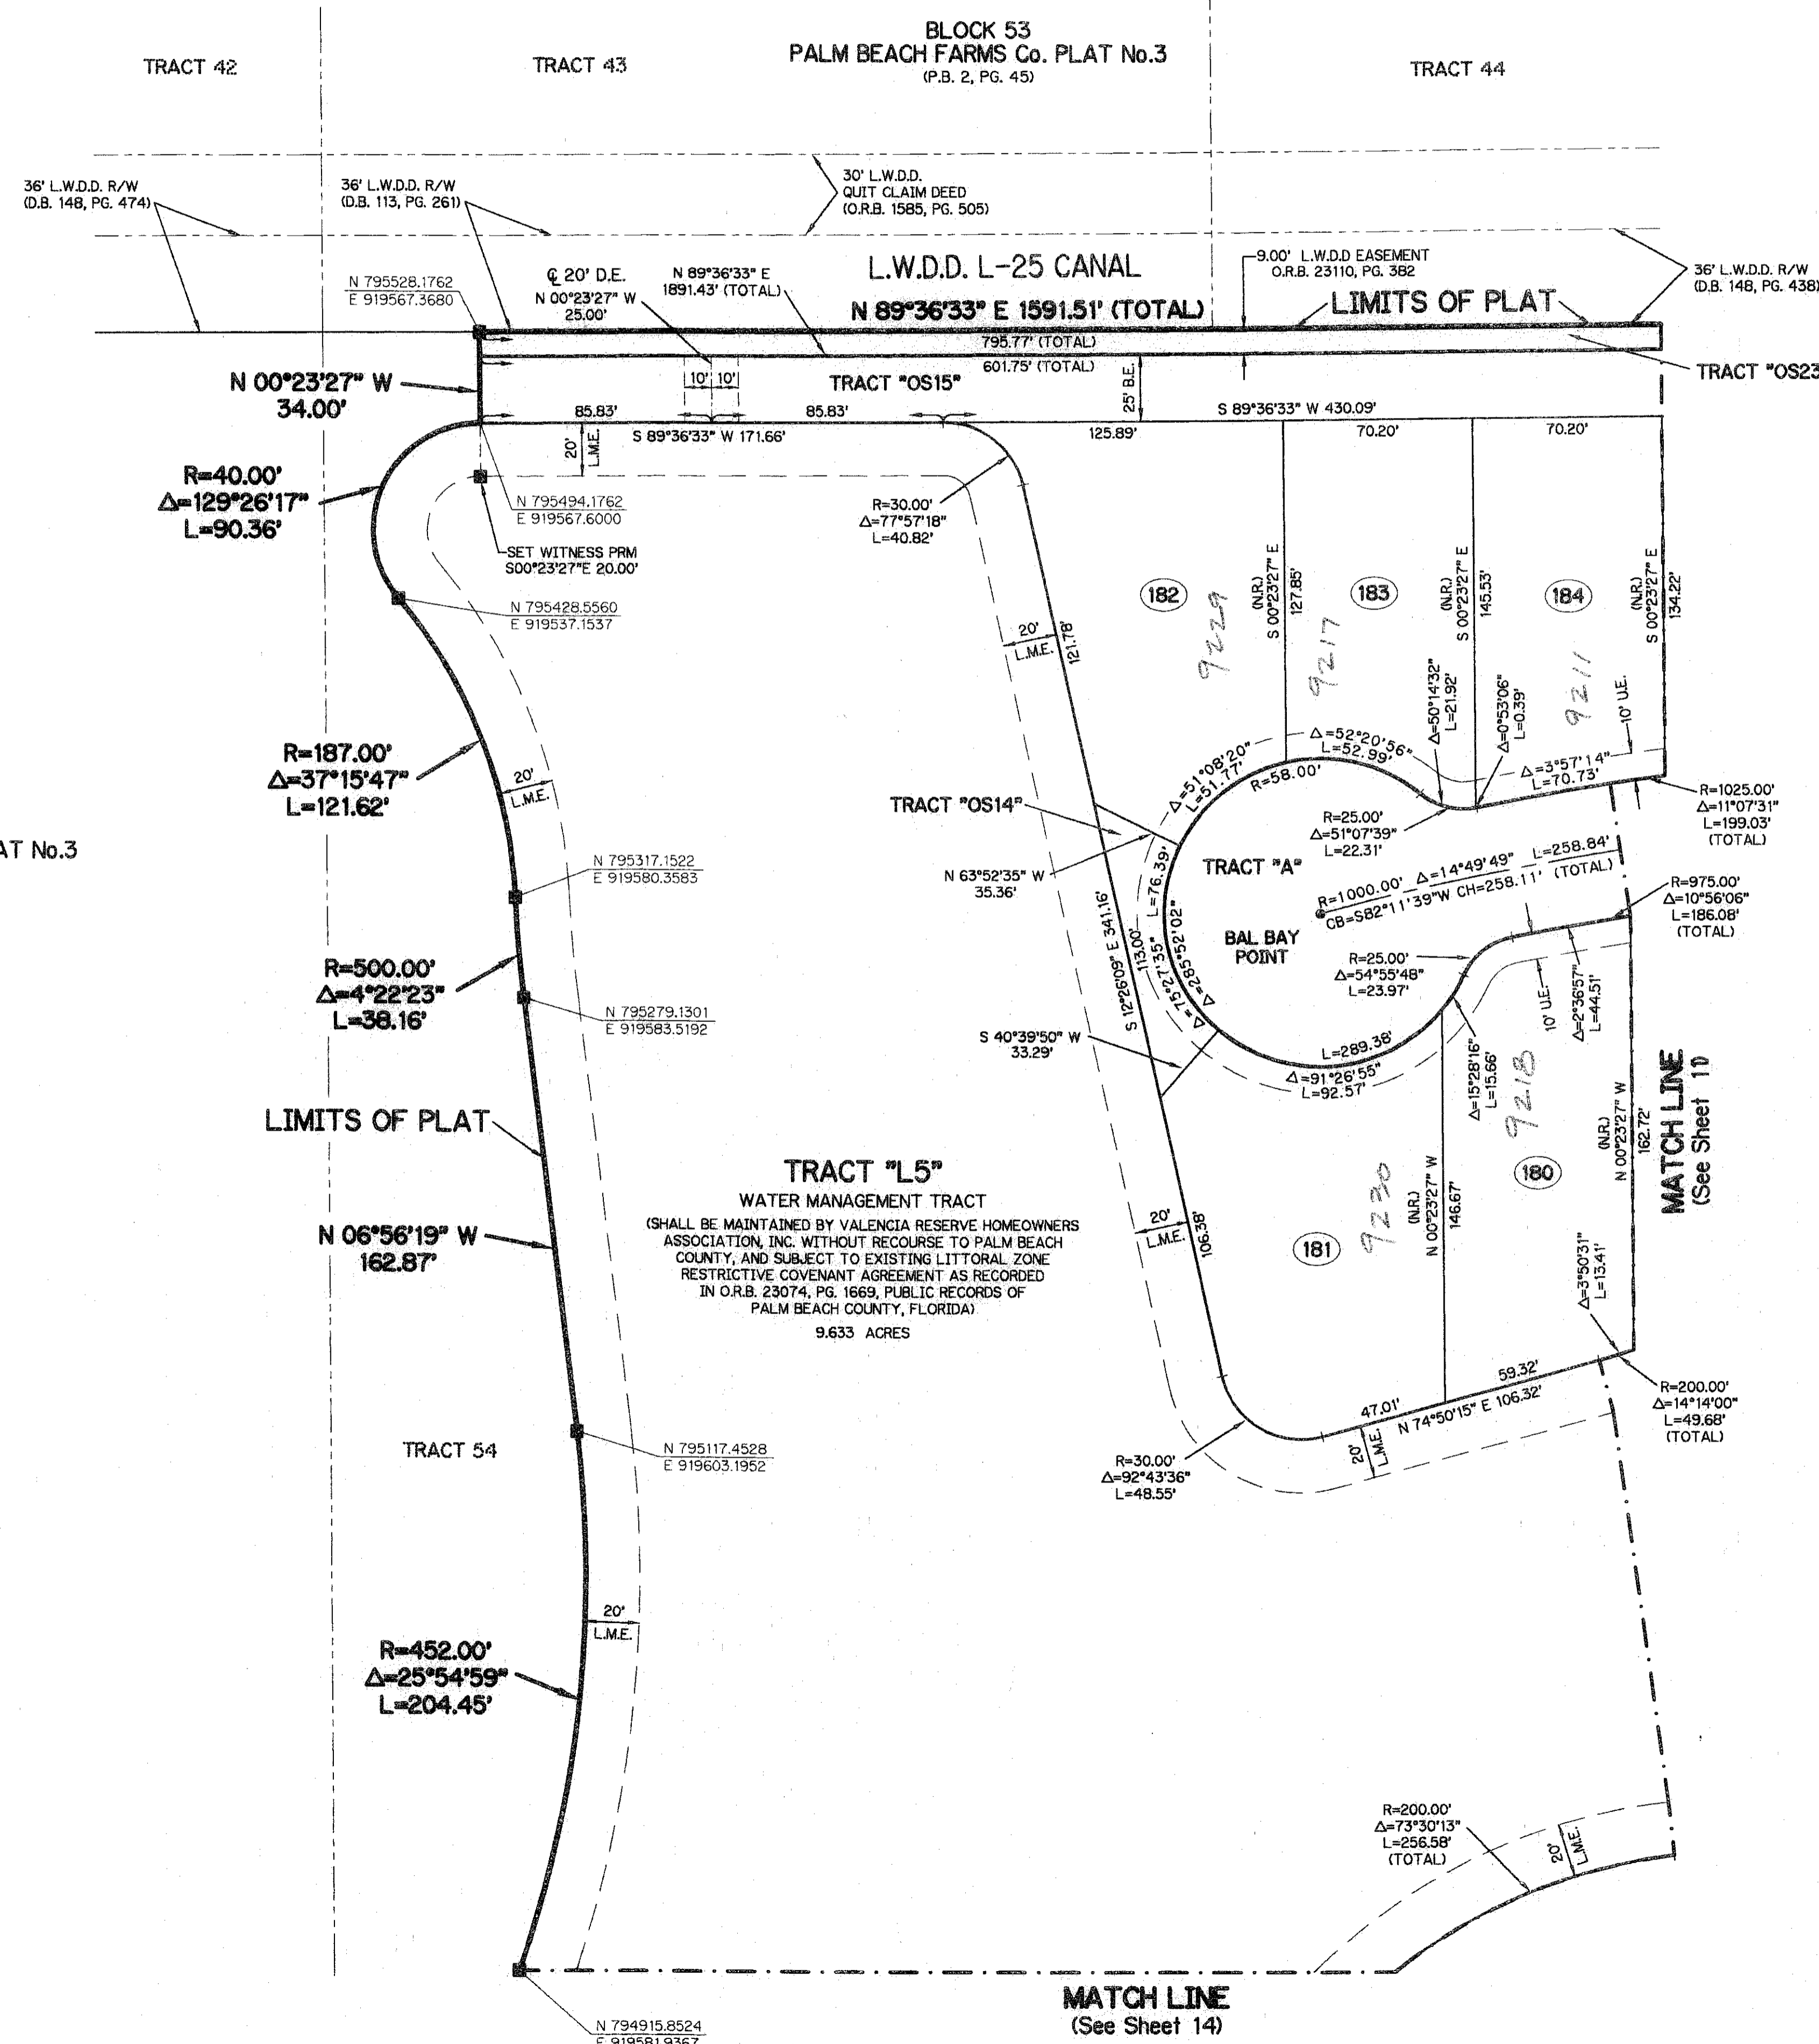 BLOCK 53
PALM BEACH FARMS Co. PLAT No.3
(P.B. 2, PG. 45)
TRACT 42
TRACT 43
TRACT 44
36' L.W.D.D. R/W
(D.B. 148, PG. 474)
36' L.W.D.D. R/W
(D.B. 113, PG. 261)
30' L.W.D.D.
QUIT CLAIM DEED
(O.R.B. 1585, PG. 505)
L.W.D.D. L-25 CANAL
9.00' L.W.D.D EASEMENT
O.R.B. 23110, PG. 382
36' L.W.D.D. R/W
(D.B. 148, PG. 438)
N 795528.1762
E 919567.3680
℄ 20' D.E.
N 00°23'27" W
25.00'
N 89°36'33" E
1891.43' (TOTAL)
N 89°36'33" E 1591.51' (TOTAL)
LIMITS OF PLAT
795.77' (TOTAL)
601.75' (TOTAL)
TRACT "OS23
N 00°23'27" W
34.00'
10' 10'
TRACT "OS15"
25' B.E.
85.83'
85.83'
S 89°36'33" W 430.09'
S 89°36'33" W 171.66'
125.89'
70.20'
70.20'
20'
L.M.E.
R=40.00'
Δ=129°26'17"
L=90.36'
N 795494.1762
E 919567.6000
SET WITNESS PRM
S00°23'27"E 20.00'
R=30.00'
Δ=77°57'18"
L=40.82'
N 795428.5560
E 919537.1537
182
9229
(N.R.)
S 00°23'27" E
127.85'
183
9217
(N.R.)
S 00°23'27" E
145.53'
184
9211
(N.R.)
S 00°23'27" E
134.22'
20'
L.M.E.
121.78'
Δ=50°14'32"
L=21.92'
Δ=0°53'06"
L=0.39'
10' U.E.
Δ=52°20'56"
L=52.99'
Δ=3°57'14"
L=70.73'
R=187.00'
Δ=37°15'47"
L=121.62'
20'
L.M.E.
Δ=51°08'20"
L=51.77'
R=58.00'
R=1025.00'
Δ=11°07'31"
L=199.03'
(TOTAL)
TRACT "OS14"
R=25.00'
Δ=51°07'39"
L=22.31'
AT No.3
N 795317.1522
E 919580.3583
N 63°52'35" W
35.36'
L=76.39'
TRACT "A"
R=1000.00' Δ=14°49'49" L=258.84'
CB=S82°11'39"W CH=258.11' (TOTAL)
R=975.00'
Δ=10°56'06"
L=186.08'
(TOTAL)
S 12°26'09" E 341.16'
113.00'
Δ=75°27'35"
Δ=285°52'02"
BAL BAY
POINT
R=25.00'
Δ=54°55'48"
L=23.97'
R=500.00'
Δ=4°22'23"
L=38.16'
N 795279.1301
E 919583.5192
S 40°39'50" W
33.29'
L=289.38'
Δ=91°26'55"
L=92.57'
Δ=15°28'16"
L=15.66'
10' U.E.
Δ=2°36'57"
L=44.51'
LIMITS OF PLAT
9218
(N.R.)
N 00°23'27" W
162.72'
MATCH LINE
(See Sheet 11)
TRACT "L5"
WATER MANAGEMENT TRACT
(SHALL BE MAINTAINED BY VALENCIA RESERVE HOMEOWNERS
ASSOCIATION, INC. WITHOUT RECOURSE TO PALM BEACH
COUNTY, AND SUBJECT TO EXISTING LITTORAL ZONE
RESTRICTIVE COVENANT AGREEMENT AS RECORDED
IN O.R.B. 23074, PG. 1669, PUBLIC RECORDS OF
PALM BEACH COUNTY, FLORIDA)
9.633 ACRES
180
N 06°56'19" W
162.87'
20'
L.M.E.
106.38'
181
9230
(N.R.)
N 00°23'27" W
146.67'
Δ=3°50'31"
L=13.41'
59.32'
47.01'
N 74°50'15" E 106.32'
R=200.00'
Δ=14°14'00"
L=49.68'
(TOTAL)
TRACT 54
N 795117.4528
E 919603.1952
R=30.00'
Δ=92°43'36"
L=48.55'
20'
L.M.E.
20'
L.M.E.
R=452.00'
Δ=25°54'59"
L=204.45'
R=200.00'
Δ=73°30'13"
L=256.58'
(TOTAL)
20'
L.M.E.
MATCH LINE
(See Sheet 14)
N 794915.8524
E 919581.9367